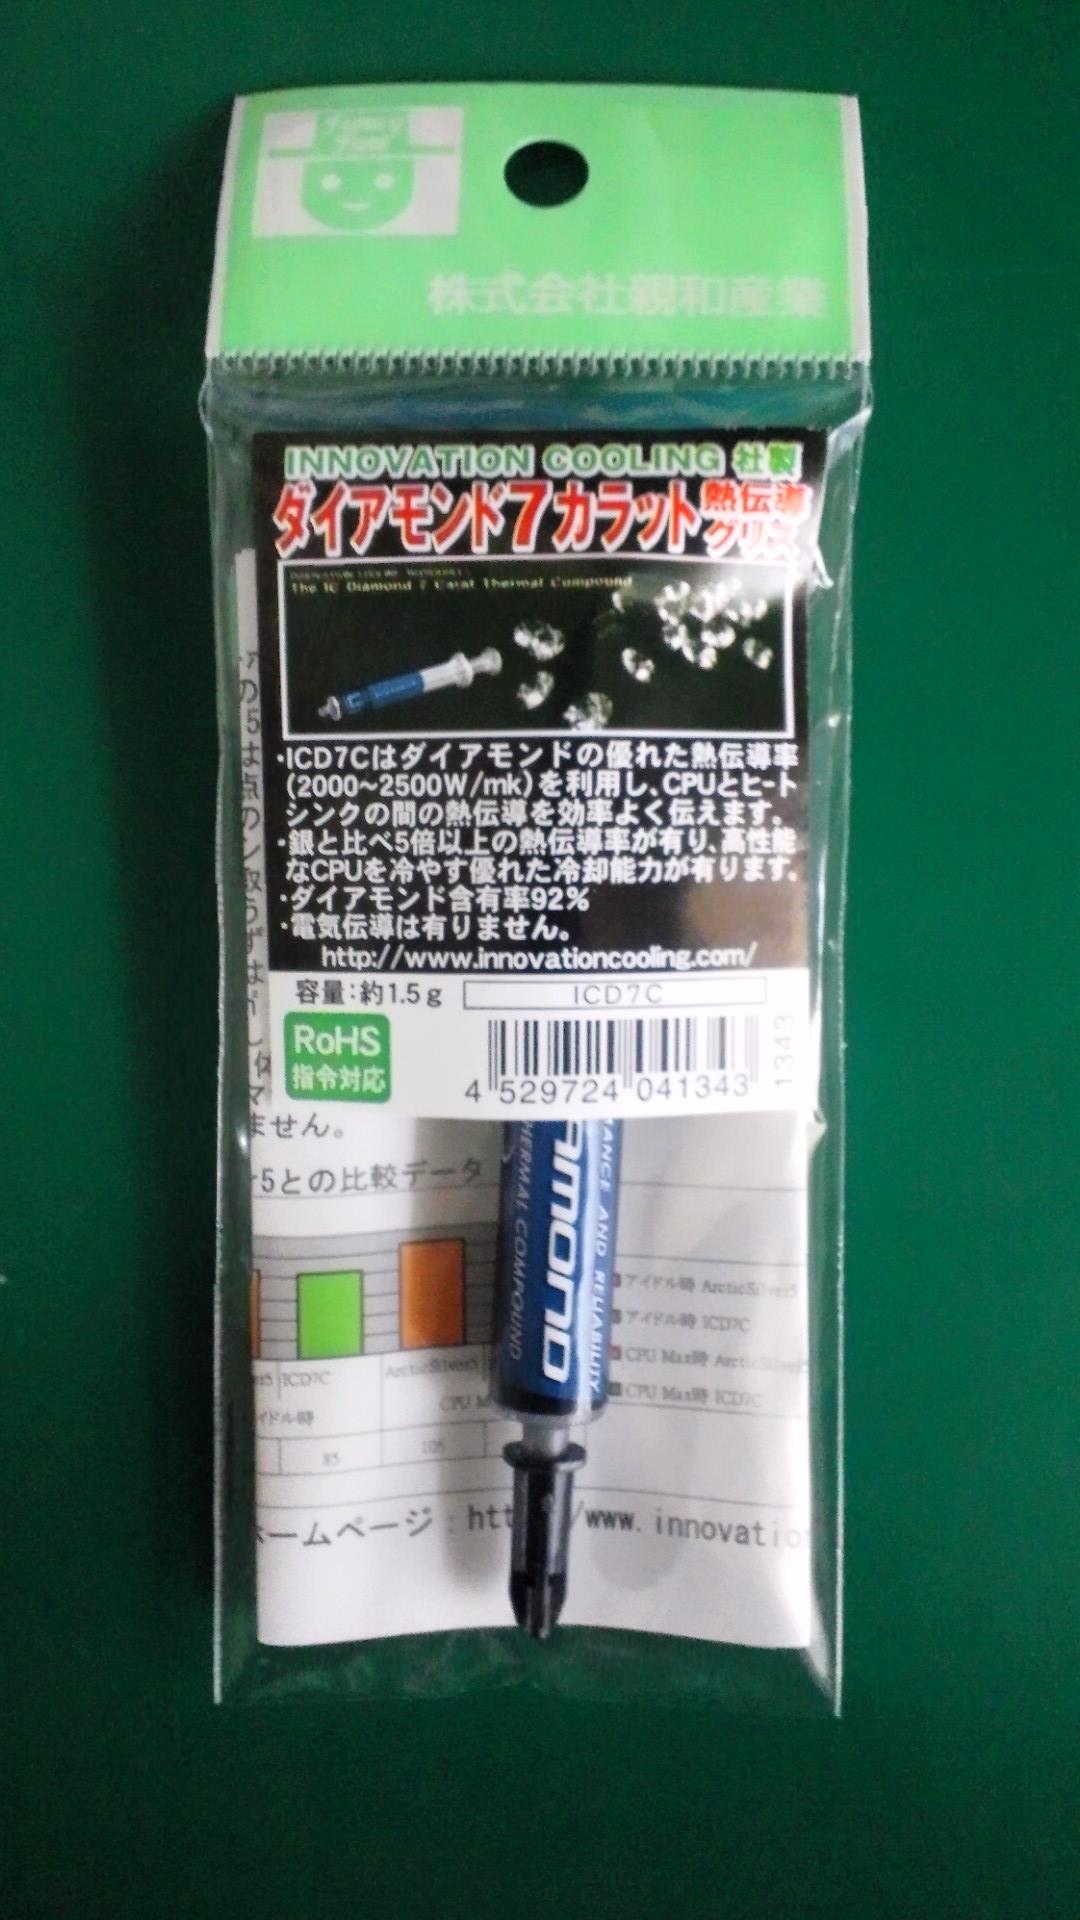 株式会社親和産業
INNOVATION COOLING 社製
ダイアモンド7カラット 熱伝導
グリス
The IC Diamond 7 Carat Thermal Compound
・ICD7Cはダイアモンドの優れた熱伝導率
(2000~2500W/mk)を利用し、CPUとヒート
シンクの間の熱伝導を効率よく伝えます。
・銀と比べ5倍以上の熱伝導率が有り、高性能
なCPUを冷やす優れた冷却能力が有ります。
・ダイアモンド含有率92%
・電気伝導は有りません。
http://www.innovationcooling.com/
容量:約1.5g ICD7C
RoHS
指令対応
4 529724 041343
1343
ません。
5との比較データ
AMOND
THERMAL COMPOUND
MANCE AND RELIABILITY
アイドル時 ArcticSilver5
アイドル時 ICD7C
CPU Max時 ArcticSilver5
CPU Max時 ICD7C
ICD7C ArcticSilver5
イドル時 CPU M
85 105
ホームページ:htt /www.innovatio